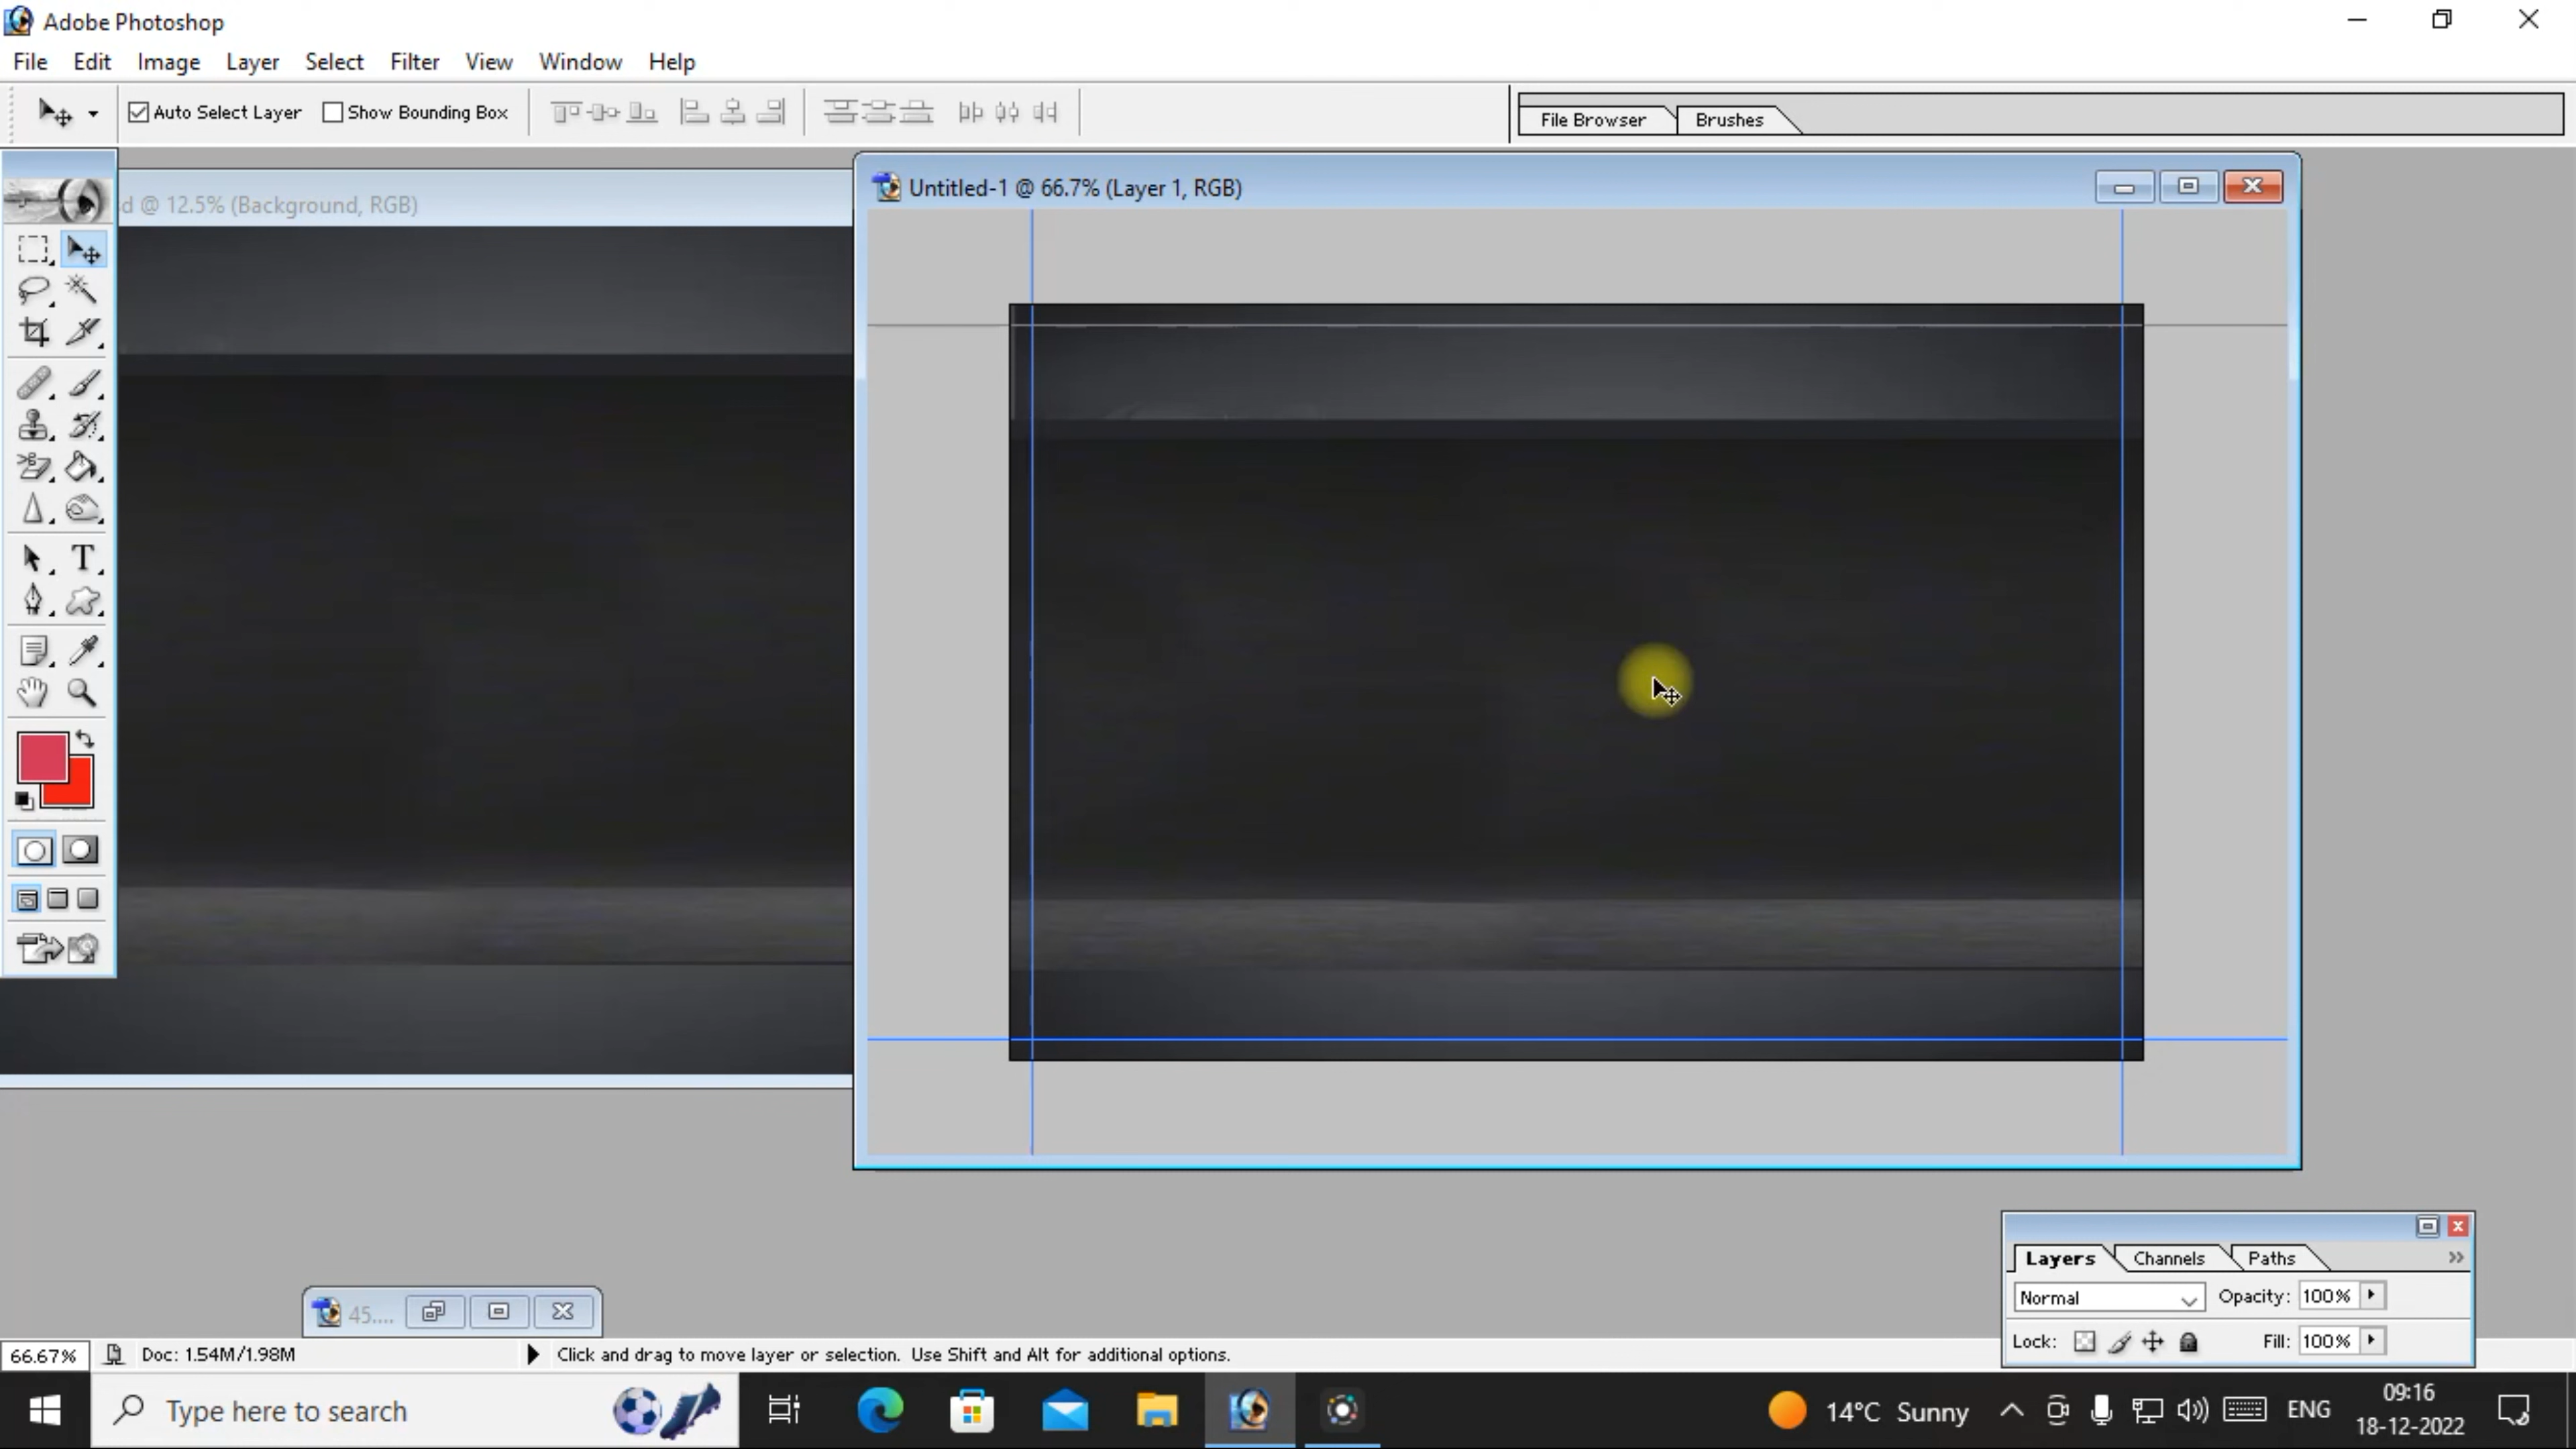 Adobe Photoshop
File Edit Image Layer Select Filter View Window Help
Auto Select Layer Show Bounding Box
File Browser Brushes
d @ 12.5% (Background, RGB)
Untitled-1 @ 66.7% (Layer 1, RGB)
T
45....
Layers Channels Paths
Normal Opacity: 100%
Lock: Fill: 100%
66.67% Doc: 1.54M/1.98M Click and drag to move layer or selection. Use Shift and Alt for additional options.
Type here to search
14°C Sunny
ENG
09:16
18-12-2022